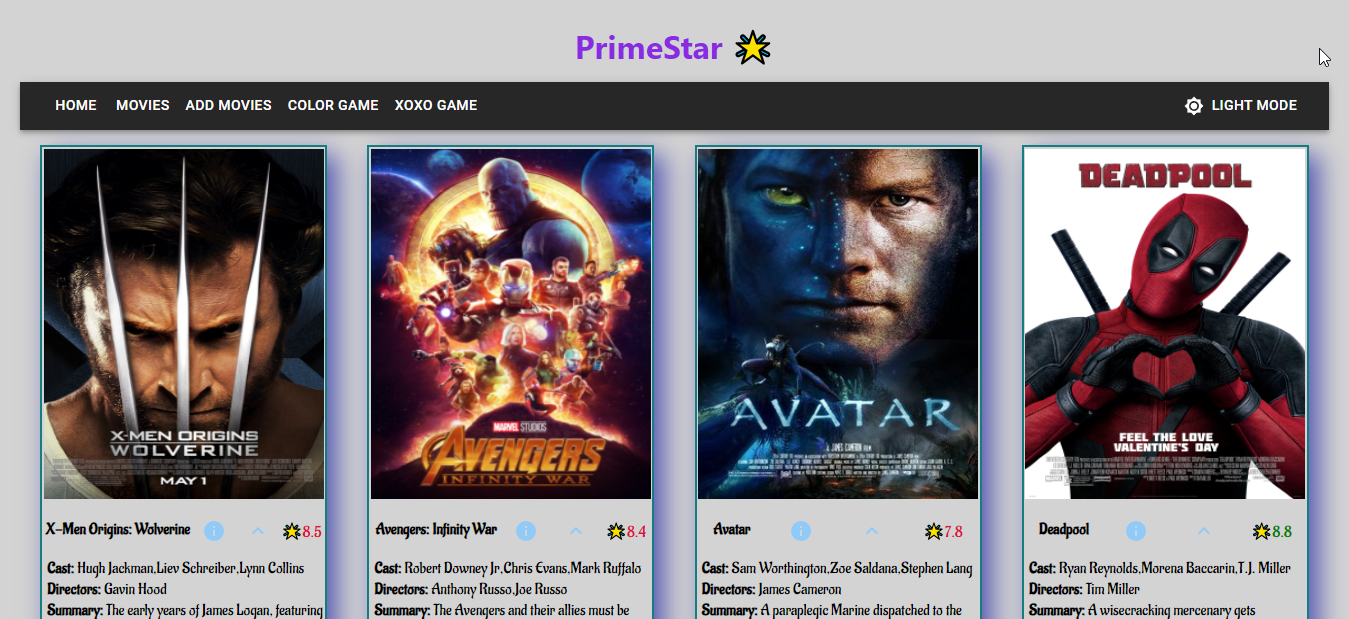 PrimeStar
HOME MOVIES ADD MOVIES COLOR GAME XOXO GAME LIGHT MODE
X-MEN ORIGINS
WOLVERINE
MAY 1
MARVEL STUDIOS
AVENGERS
INFINITY WAR
AVATAR
A JAMES CAMERON FILM
DEADPOOL
FEEL THE LOVE
VALENTINE'S DAY
X-Men Origins: Wolverine 8.5
Cast: Hugh Jackman,Liev Schreiber,Lynn Collins
Directors: Gavin Hood
Summary: The early years of James Logan, featuring
Avengers: Infinity War 8.4
Cast: Robert Downey Jr,Chris Evans,Mark Ruffalo
Directors: Anthony Russo,Joe Russo
Summary: The Avengers and their allies must be
Avatar 7.8
Cast: Sam Worthington,Zoe Saldana,Stephen Lang
Directors: James Cameron
Summary: A paraplegic Marine dispatched to the
Deadpool 8.8
Cast: Ryan Reynolds,Morena Baccarin,T.J. Miller
Directors: Tim Miller
Summary: A wisecracking mercenary gets